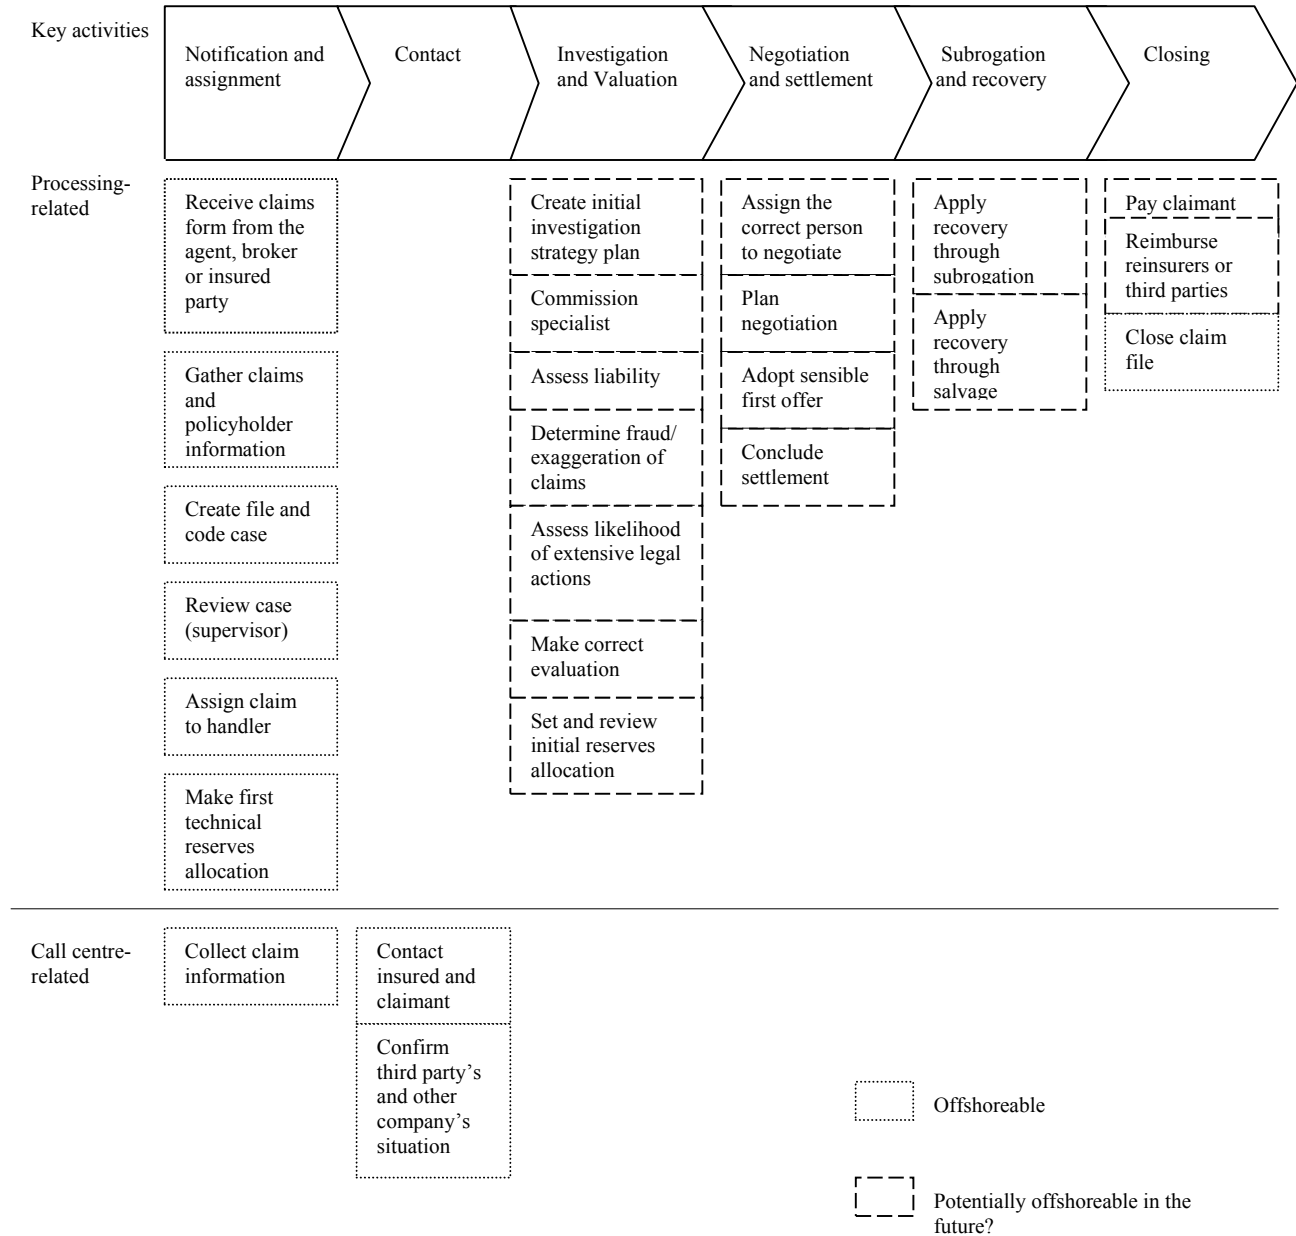 Key activities
Notification and
assignment
Contact
Investigation
and Valuation
Negotiation
and settlement
Subrogation
and recovery
Closing
Processing-
related
Receive claims
form from the
agent, broker
or insured
party
Gather claims
and
policyholder
information
Create file and
code case
Review case
(supervisor)
Assign claim
to handler
Make first
technical
reserves
allocation
Create initial
investigation
strategy plan
Commission
specialist
Assess liability
Determine fraud/
exaggeration of
claims
Assess likelihood
of extensive legal
actions
Make correct
evaluation
Set and review
initial reserves
allocation
Assign the
correct person
to negotiate
Plan
negotiation
Adopt sensible
first offer
Conclude
settlement
Apply
recovery
through
subrogation
Apply
recovery
through
salvage
Pay claimant
Reimburse
reinsurers or
third parties
Close claim
file
Call centre-
related
Collect claim
information
Contact
insured and
claimant
Confirm
third party’s
and other
company’s
situation
Offshoreable
Potentially offshoreable in the
future?